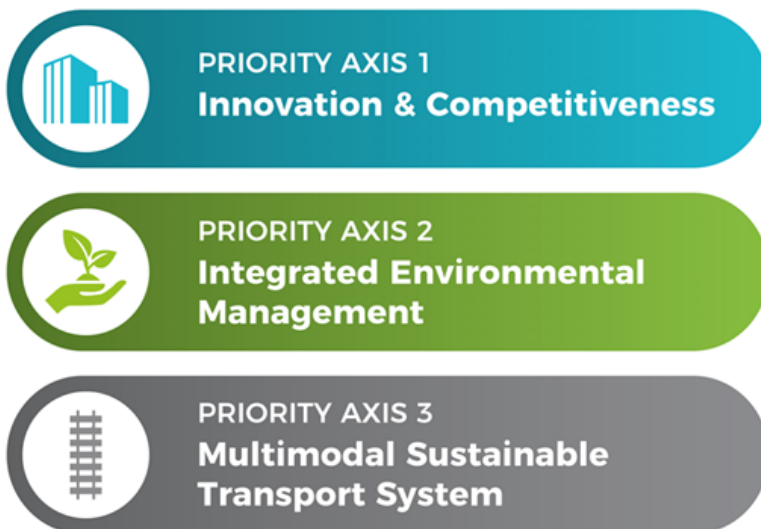 PRIORITY AXIS 1
Innovation & Competitiveness
PRIORITY AXIS 2
Integrated Environmental
Management
PRIORITY AXIS 3
Multimodal Sustainable
Transport System